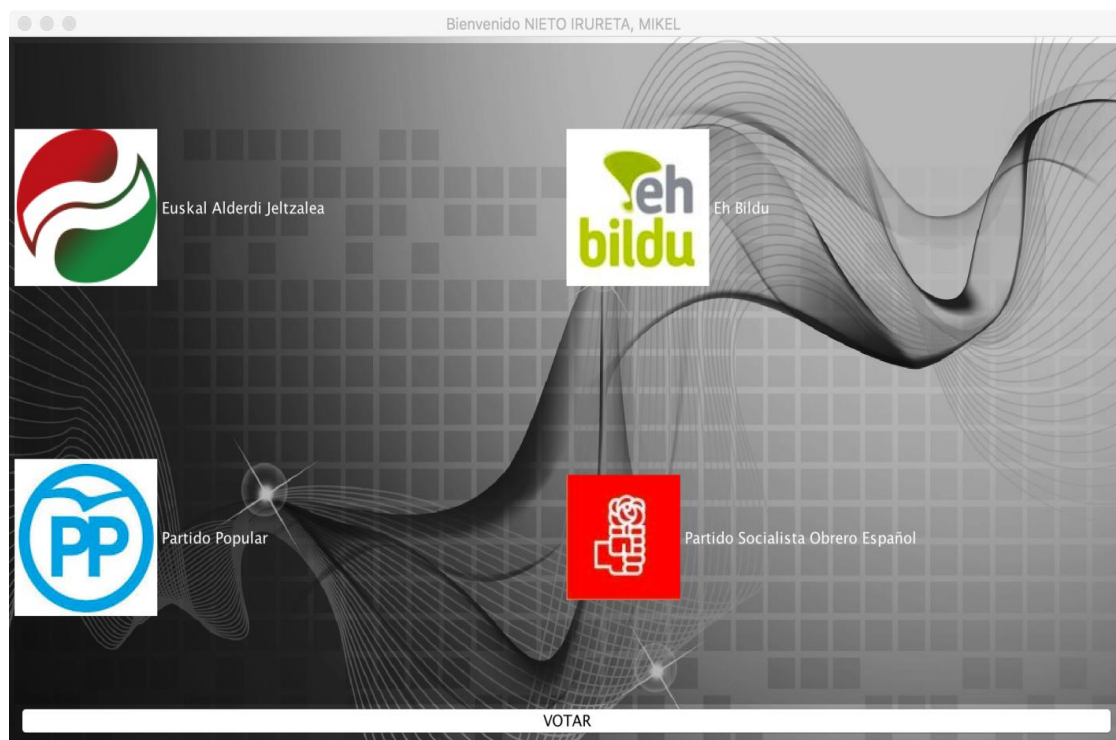 Bienvenido NIETO IRURETA, MIKEL
Euskal Alderdi Jeltzalea
eh
bildu
Eh Bildu
PP
Partido Popular
Partido Socialista Obrero Español
VOTAR